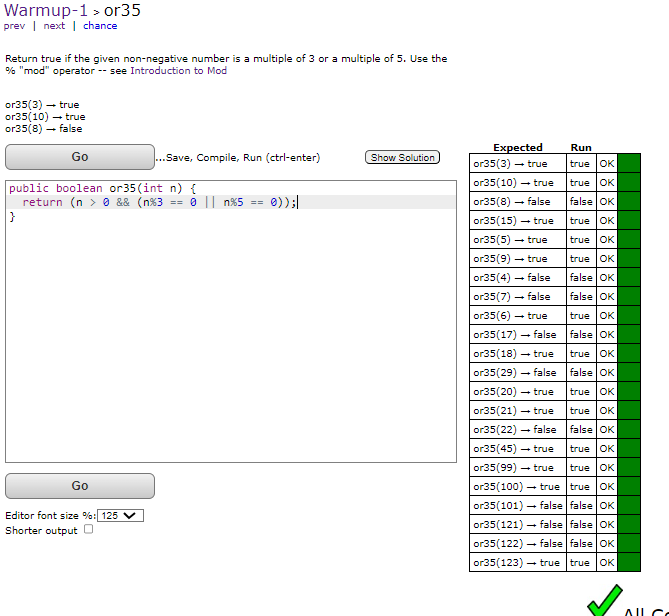 Warmup-1 > or35
prev | next | chance
Return true if the given non-negative number is a multiple of 3 or a multiple of 5. Use the
% "mod" operator -- see Introduction to Mod
or35(3) → true
or35(10) → true
or35(8) → false
Go ...Save, Compile, Run (ctrl-enter) Show Solution
public boolean or35(int n) {
return (n > 0 && (n%3 == 0 || n%5 == 0));
}
Go
Editor font size %: 125
Shorter output
Expected Run
or35(3) → true true OK
or35(10) → true true OK
or35(8) → false false OK
or35(15) → true true OK
or35(5) → true true OK
or35(9) → true true OK
or35(4) → false false OK
or35(7) → false false OK
or35(6) → true true OK
or35(17) → false false OK
or35(18) → true true OK
or35(29) → false false OK
or35(20) → true true OK
or35(21) → true true OK
or35(22) → false false OK
or35(45) → true true OK
or35(99) → true true OK
or35(100) → true true OK
or35(101) → false false OK
or35(121) → false false OK
or35(122) → false false OK
or35(123) → true true OK
All